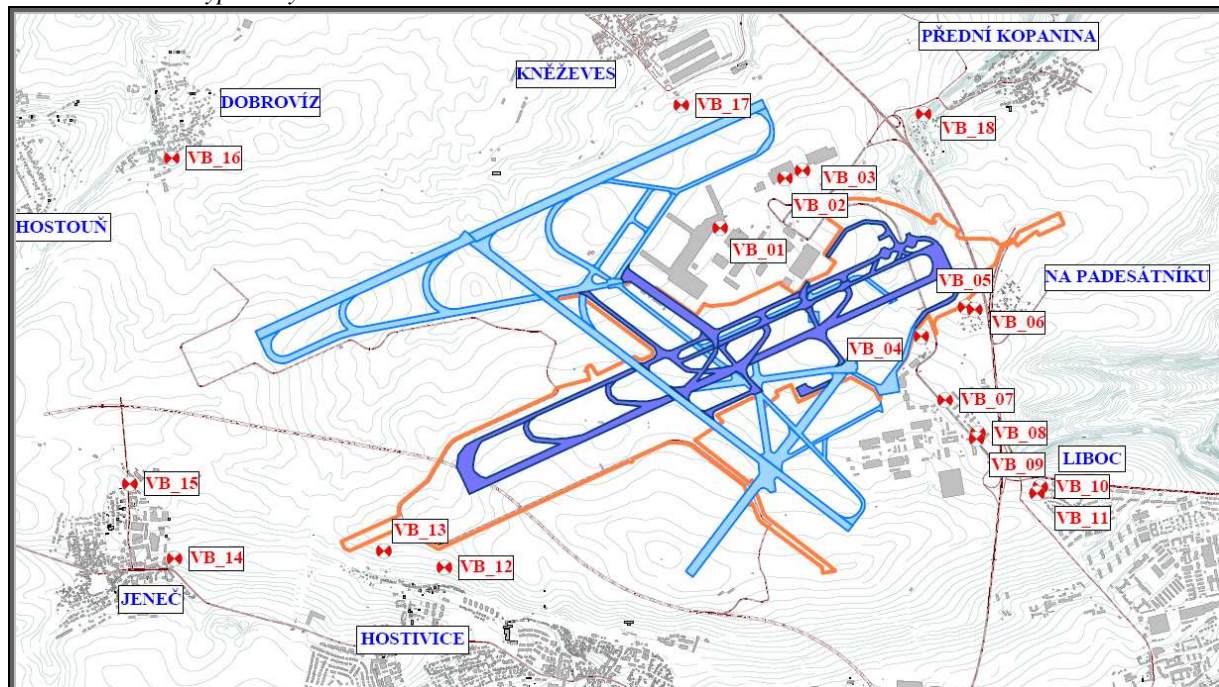 PŘEDNÍ KOPANINA
KNĚŽEVES
DOBROVÍZ
VB_17
VB_18
VB_16
VB_03
VB_02
HOSTOUŇ
VB_01
VB_05
NA PADESÁTNÍKU
VB_06
VB_04
VB_07
VB_08
VB_09
LIBOC
VB_15
VB_10
VB_11
VB_13
VB_14
VB_12
JENEČ
HOSTIVICE